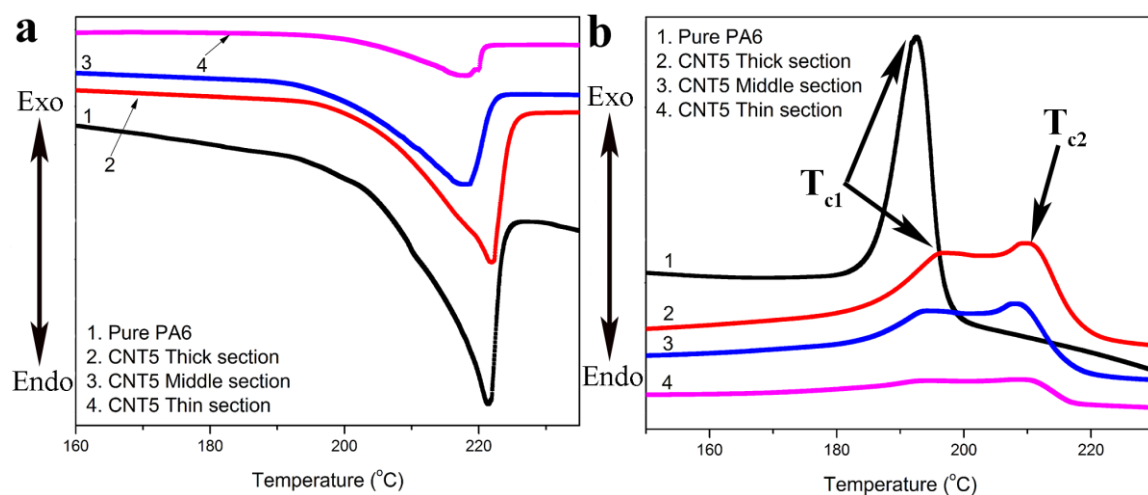 a
4
3
2
1
Exo
Endo
1. Pure PA6
2. CNT5 Thick section
3. CNT5 Middle section
4. CNT5 Thin section
160 180 200 220
Temperature (°C)
b
1. Pure PA6
2. CNT5 Thick section
3. CNT5 Middle section
4. CNT5 Thin section
Exo
Endo
Tc1
Tc2
1
2
3
4
160 180 200 220
Temperature (°C)